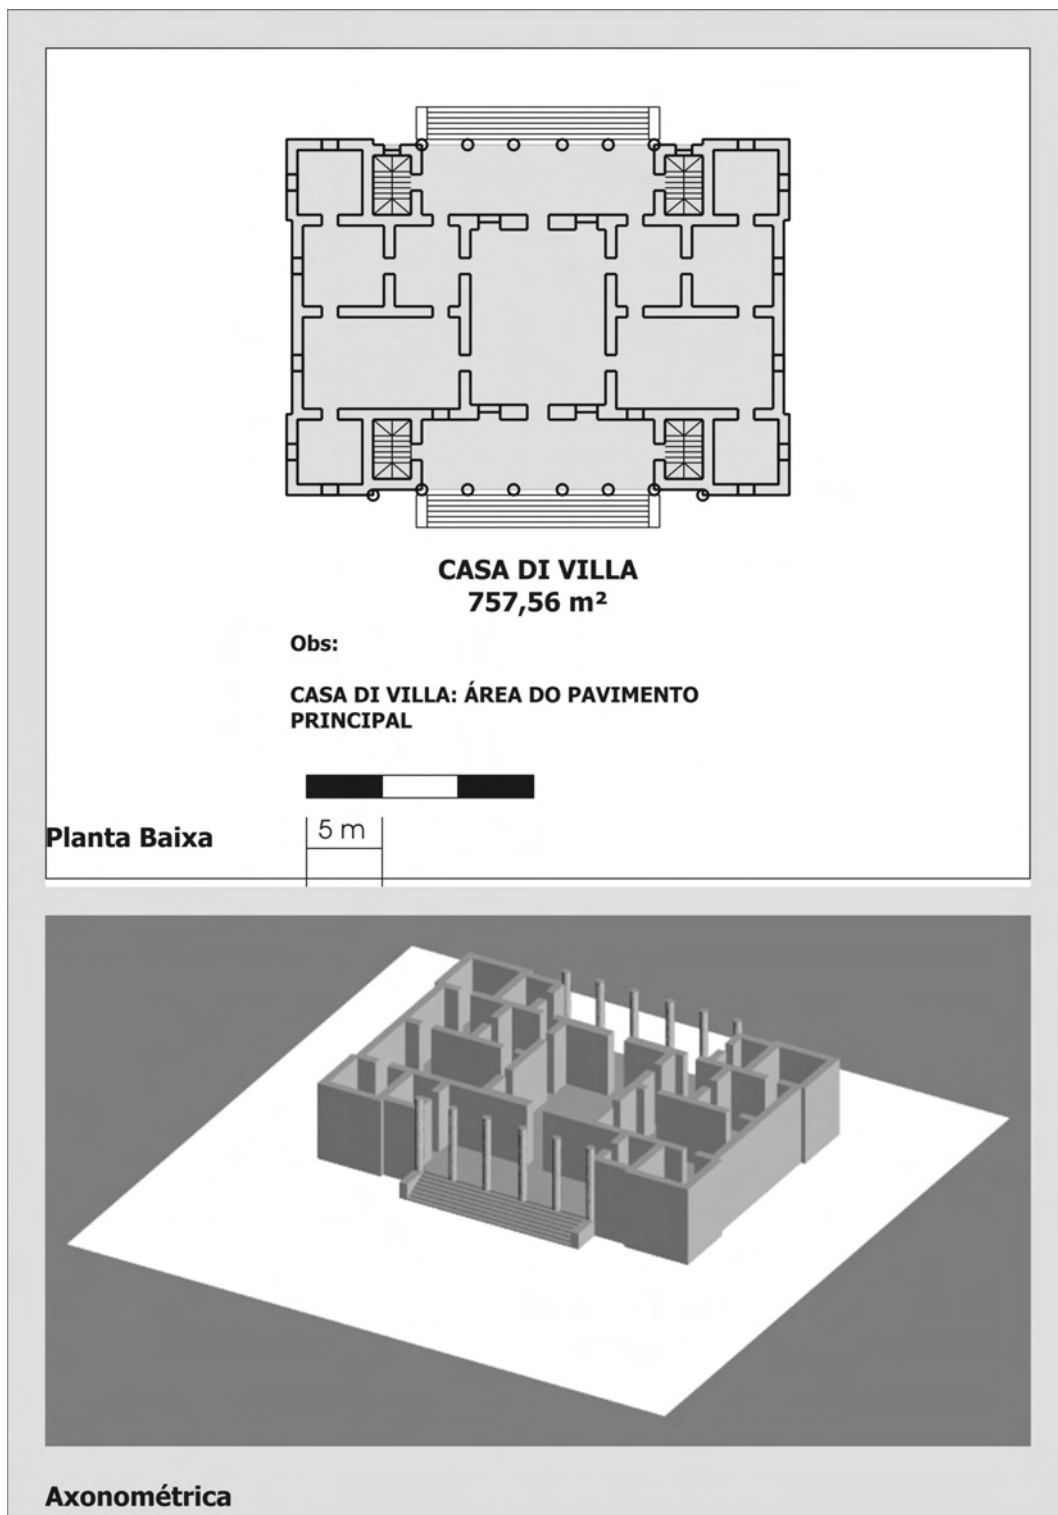 CASA DI VILLA
757,56 m²
Obs:
CASA DI VILLA: ÁREA DO PAVIMENTO
PRINCIPAL
5 m
Planta Baixa
Axonométrica